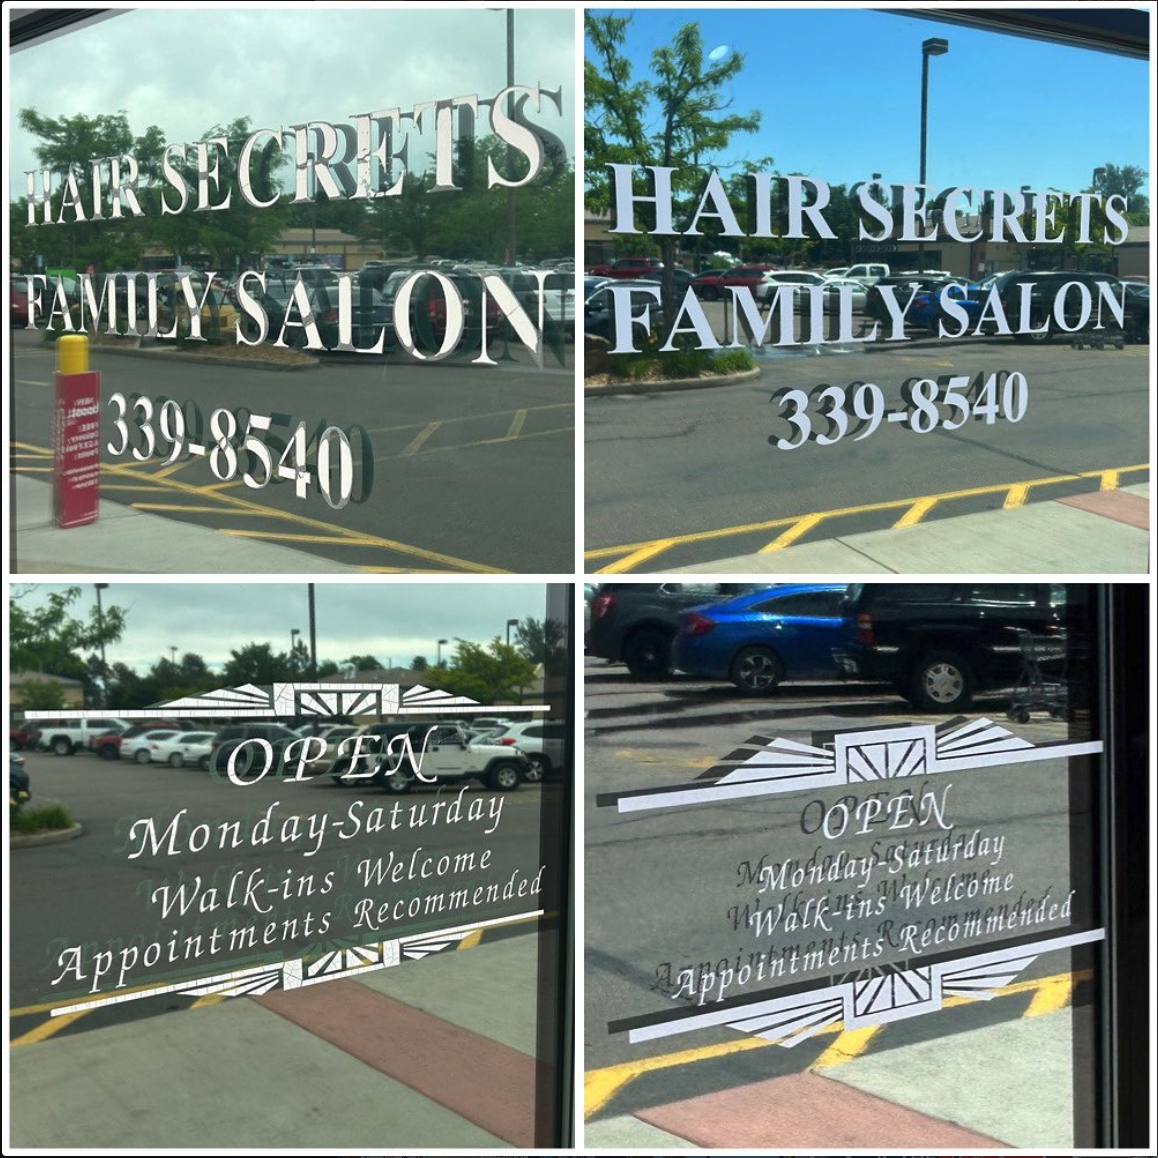 HAIR SECRETS
FAMILY SALON
339-8540
HAIR SECRETS
FAMILY SALON
339-8540
OPEN
Monday-Saturday
Walk-ins Welcome
Appointments Recommended
OPEN
Monday-Saturday
Walk-ins Welcome
Appointments Recommended